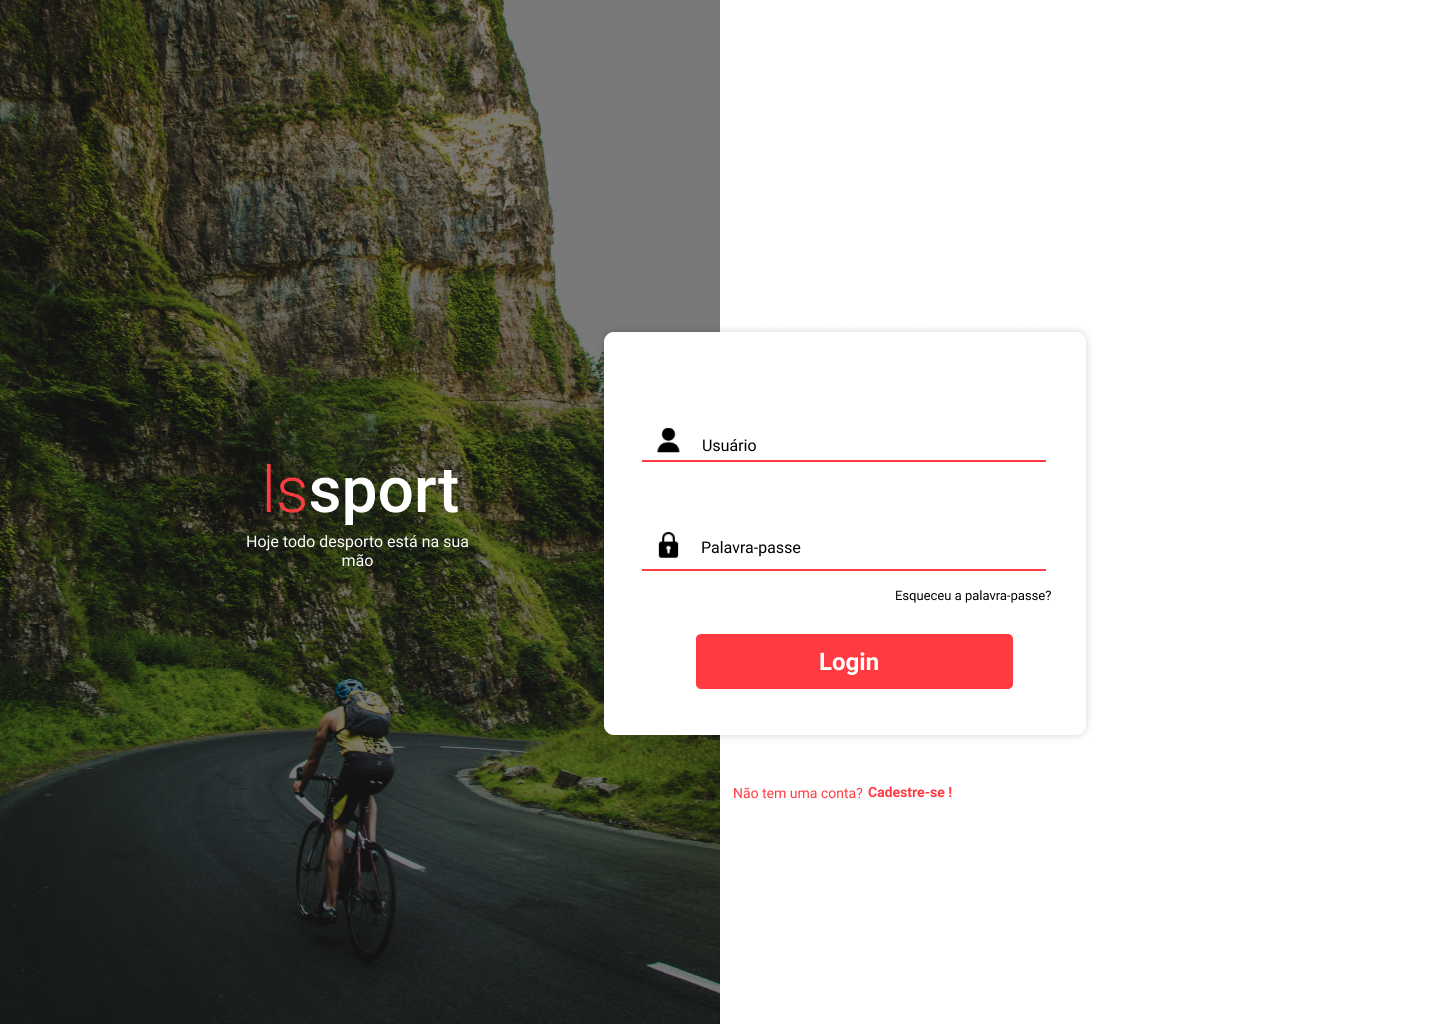 lssport
Hoje todo desporto está na sua
mão
Usuário
Palavra-passe
Esqueceu a palavra-passe?
Login
Não tem uma conta? Cadestre-se !